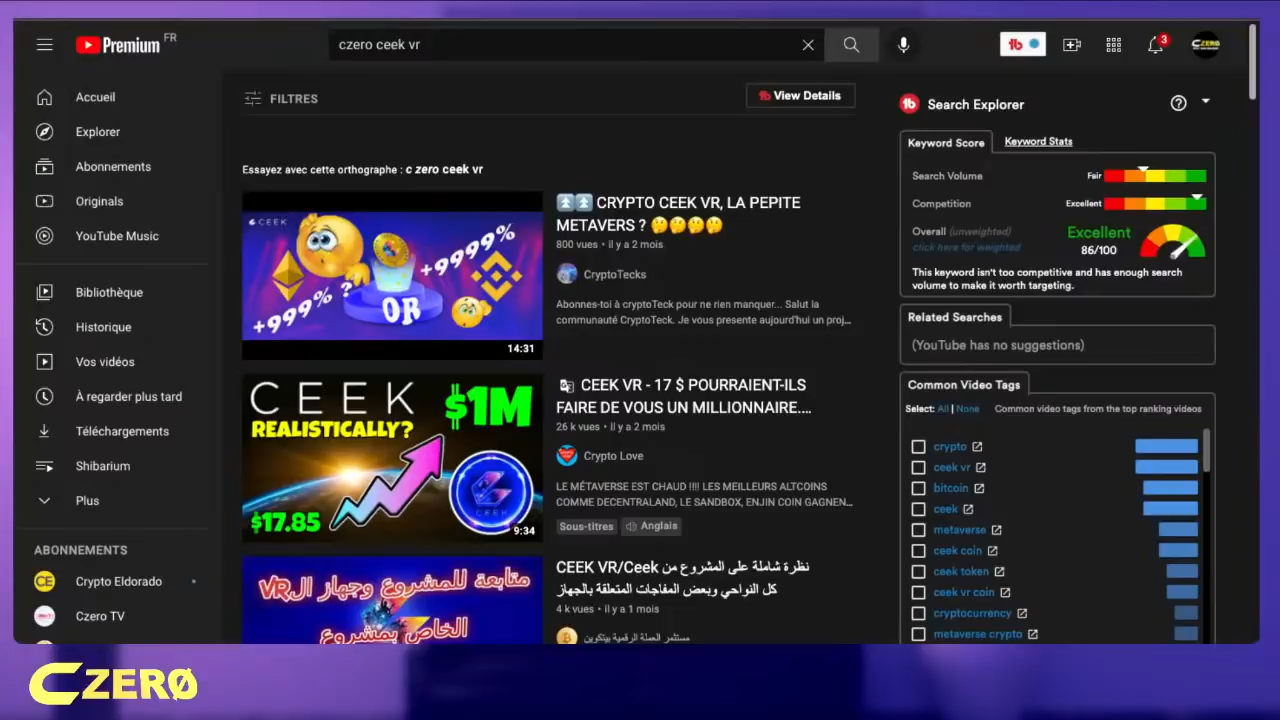 Premium FR
czero ceek vr
3
CZERO
Accueil
Explorer
Abonnements
Originals
YouTube Music
Bibliothèque
Historique
Vos vidéos
À regarder plus tard
Téléchargements
Shibarium
Plus
ABONNEMENTS
Crypto Eldorado
Czero TV
FILTRES
View Details
Essayez avec cette orthographe : c zero ceek vr
CEEK
+999% ?
OR
+9999%
14:31
⏫⏫ CRYPTO CEEK VR, LA PEPITE
METAVERS ? 🤔🤔🤔🤔
800 vues • il y a 2 mois
CryptoTecks
Abonnes-toi à cryptoTeck pour ne rien manquer... Salut la
communauté CryptoTeck. Je vous presente aujourd'hui un proj...
CEEK $1M
REALISTICALLY?
CEEK
$17.85
9:34
CEEK VR - 17 $ POURRAIENT-ILS
FAIRE DE VOUS UN MILLIONNAIRE....
26 k vues • il y a 2 mois
Crypto Love
LE MÉTAVERSE EST CHAUD !!!! LES MEILLEURS ALTCOINS
COMME DECENTRALAND, LE SANDBOX, ENJIN COIN GAGNEN...
Sous-titres Anglais
متابعة للمشروع وجهاز الVR
الخاص بمشروع
CEEK VR/Ceek نظرة شاملة على المشروع من
كل النواحي وبعض المفاجات المتعلقة بالجهاز
4 k vues • il y a 1 mois
مستثمر العملة الرقمية بيتكوين
Search Explorer
Keyword Score Keyword Stats
Search Volume Fair
Competition Excellent
Overall (unweighted) Excellent
click here for weighted 86/100
This keyword isn't too competitive and has enough search
volume to make it worth targeting.
Related Searches
(YouTube has no suggestions)
Common Video Tags
Select: All | None Common video tags from the top ranking videos
crypto
ceek vr
bitcoin
ceek
metaverse
ceek coin
ceek token
ceek vr coin
cryptocurrency
metaverse crypto
CZERØ